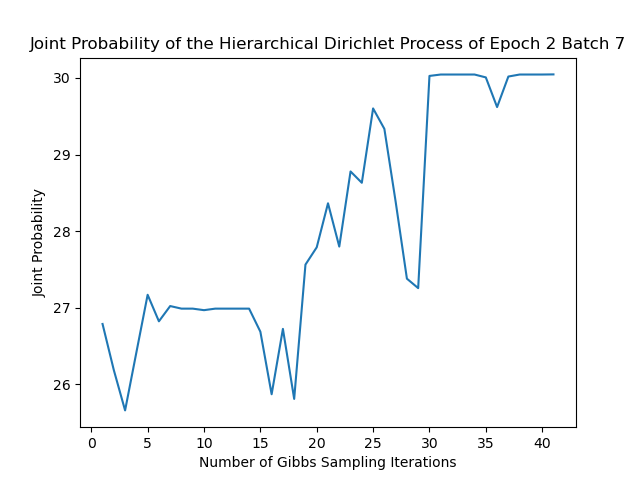 Joint Probability of the Hierarchical Dirichlet Process of Epoch 2 Batch 7
30
29
28
27
26
Joint Probability
0 5 10 15 20 25 30 35 40
Number of Gibbs Sampling Iterations